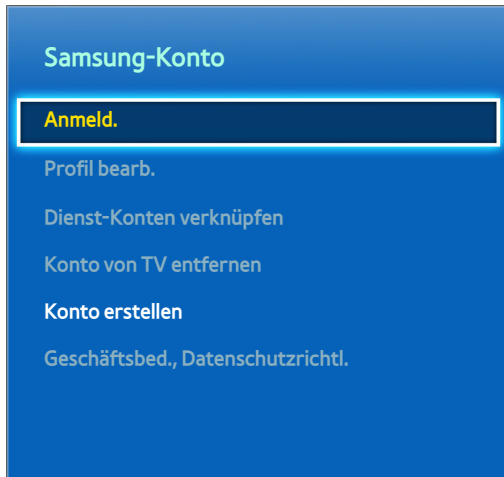 Samsung-Konto
Anmeld.
Profil bearb.
Dienst-Konten verknüpfen
Konto von TV entfernen
Konto erstellen
Geschäftsbed., Datenschutzrichtl.